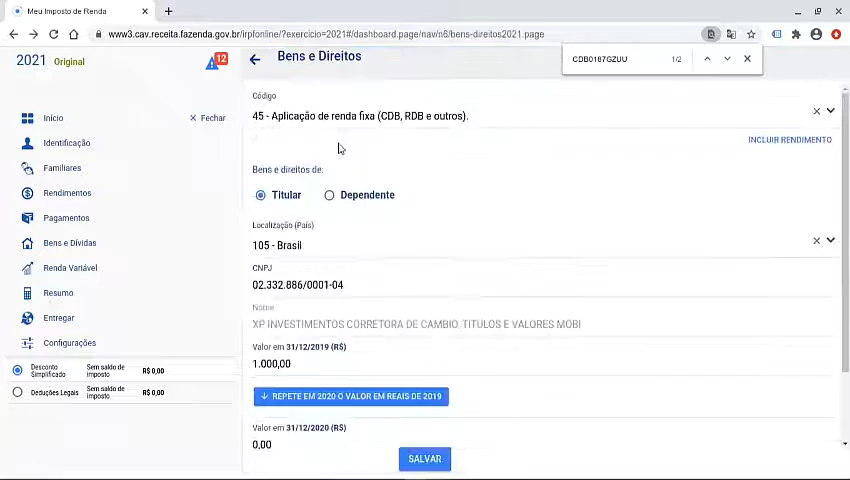 Meu Imposto de Renda
www3.cav.receita.fazenda.gov.br/irpfonline/?exercicio=2021#/dashboard.page/nav/n6/bens-direitos2021.page
CDB0187GZUU 1/2
2021 Original
12
Bens e Direitos
Início
Fechar
Identificação
Familiares
Rendimentos
Pagamentos
Bens e Dívidas
Renda Variável
Resumo
Entregar
Configurações
Desconto Simplificado Sem saldo de imposto R$ 0,00
Deduções Legais Sem saldo de imposto R$ 0,00
Código
45 - Aplicação de renda fixa (CDB, RDB e outros).
INCLUIR RENDIMENTO
Bens e direitos de:
Titular Dependente
Localização (País)
105 - Brasil
CNPJ
02.332.886/0001-04
Nome
XP INVESTIMENTOS CORRETORA DE CAMBIO, TITULOS E VALORES MOBI
Valor em 31/12/2019 (R$)
1.000,00
REPETE EM 2020 O VALOR EM REAIS DE 2019
Valor em 31/12/2020 (R$)
0,00
SALVAR